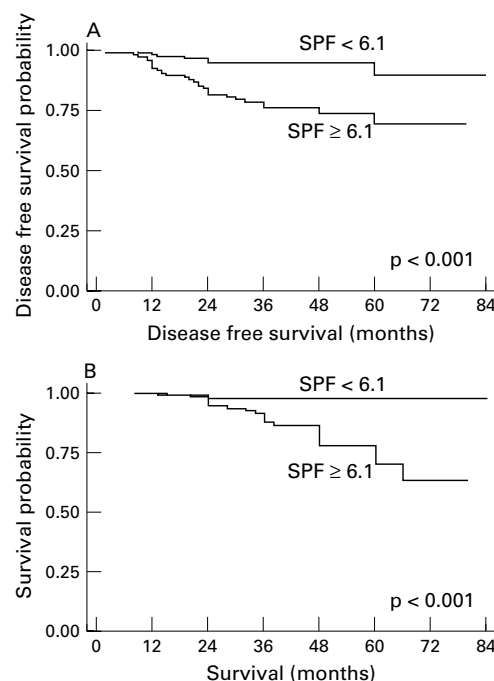 A
1.00
0.75
0.50
0.25
0.00
Disease free survival probability
SPF < 6.1
SPF ≥ 6.1
p < 0.001
0 12 24 36 48 60 72 84
Disease free survival (months)
B
1.00
0.75
0.50
0.25
0.00
Survival probability
SPF < 6.1
SPF ≥ 6.1
p < 0.001
0 12 24 36 48 60 72 84
Survival (months)